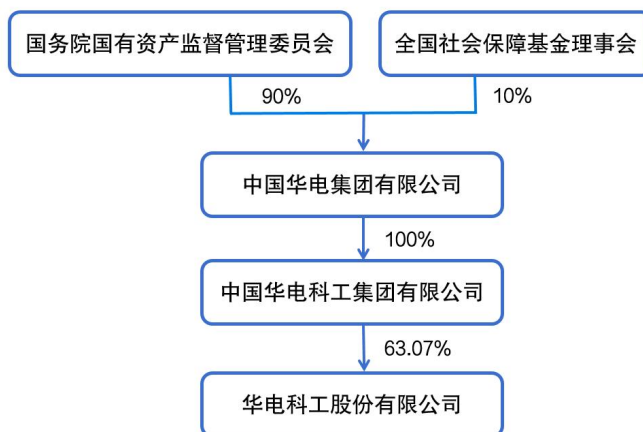 国务院国有资产监督管理委员会
全国社会保障基金理事会
90%
10%
中国华电集团有限公司
100%
中国华电科工集团有限公司
63.07%
华电科工股份有限公司